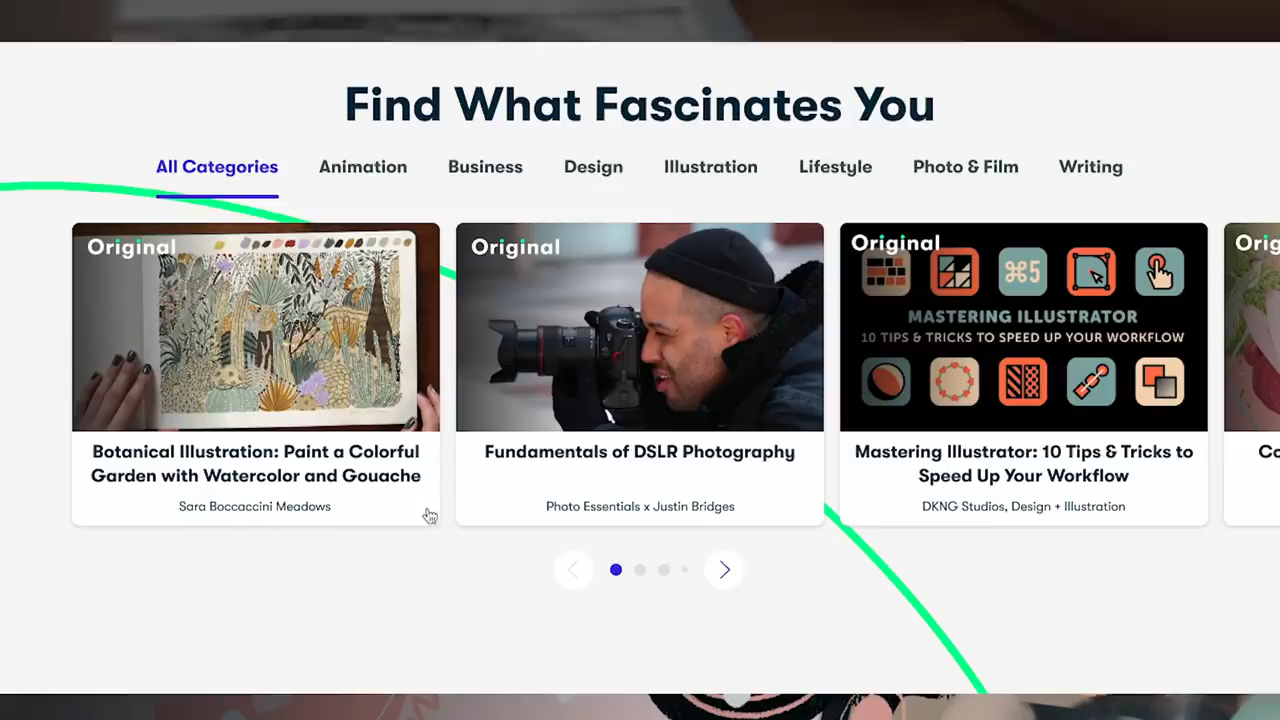 Find What Fascinates You
All Categories Animation Business Design Illustration Lifestyle Photo & Film Writing
Original
Original
Original
⌘5
MASTERING ILLUSTRATOR
10 TIPS & TRICKS TO SPEED UP YOUR WORKFLOW
Botanical Illustration: Paint a Colorful
Garden with Watercolor and Gouache
Sara Boccaccini Meadows
Fundamentals of DSLR Photography
Photo Essentials x Justin Bridges
Mastering Illustrator: 10 Tips & Tricks to
Speed Up Your Workflow
DKNG Studios, Design + Illustration
Orig
Co